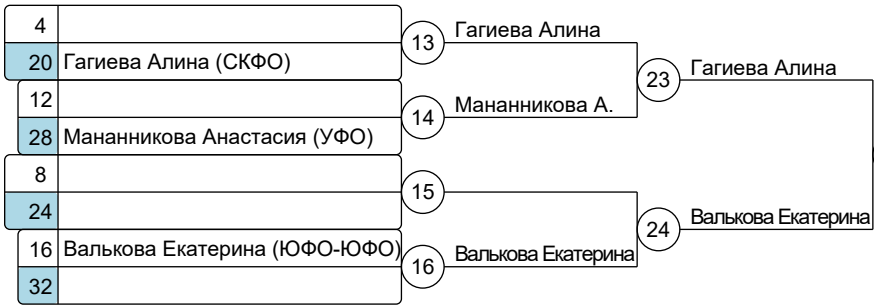 4
20 Гагиева Алина (СКФО)
13 Гагиева Алина
12
28 Мананникова Анастасия (УФО)
14 Мананникова А.
23 Гагиева Алина
8
24
15
16 Валькова Екатерина (ЮФО-ЮФО)
32
16 Валькова Екатерина
24 Валькова Екатерина